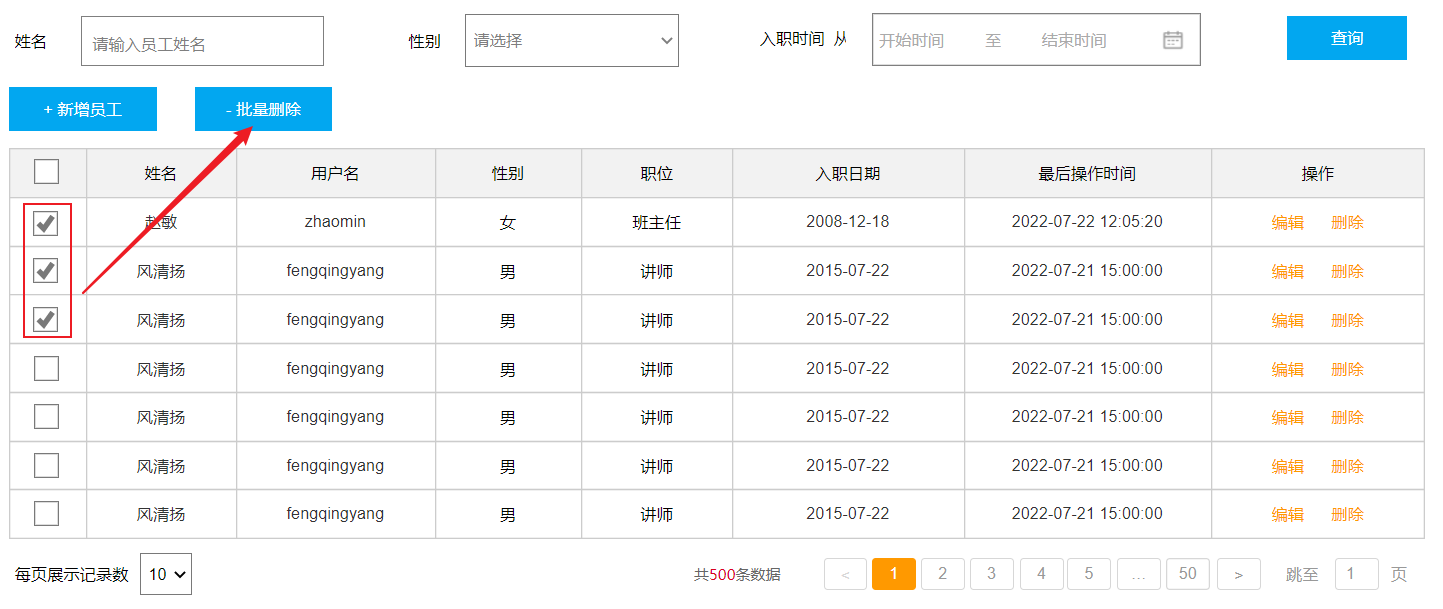 姓名 请输入员工姓名 性别 请选择 入职时间 从 开始时间 至 结束时间 查询
+ 新增员工 - 批量删除
姓名 用户名 性别 职位 入职日期 最后操作时间 操作
赵敏 zhaomin 女 班主任 2008-12-18 2022-07-22 12:05:20 编辑 删除
风清扬 fengqingyang 男 讲师 2015-07-22 2022-07-21 15:00:00 编辑 删除
风清扬 fengqingyang 男 讲师 2015-07-22 2022-07-21 15:00:00 编辑 删除
风清扬 fengqingyang 男 讲师 2015-07-22 2022-07-21 15:00:00 编辑 删除
风清扬 fengqingyang 男 讲师 2015-07-22 2022-07-21 15:00:00 编辑 删除
风清扬 fengqingyang 男 讲师 2015-07-22 2022-07-21 15:00:00 编辑 删除
风清扬 fengqingyang 男 讲师 2015-07-22 2022-07-21 15:00:00 编辑 删除
每页展示记录数 10 共500条数据 < 1 2 3 4 5 ... 50 > 跳至 1 页